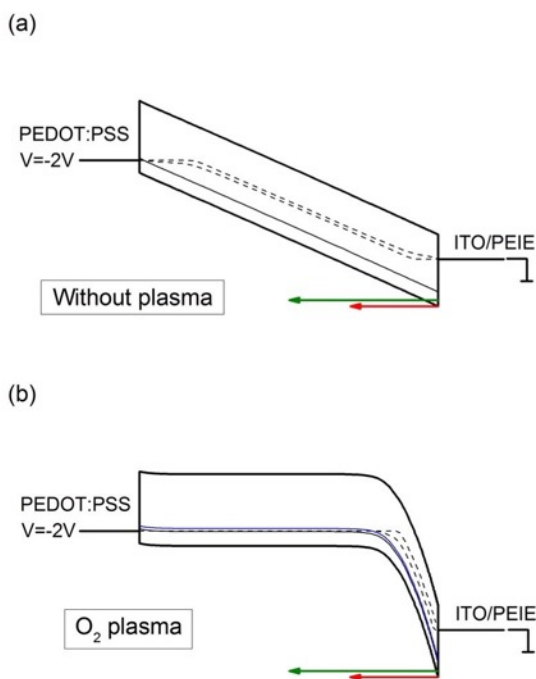 (a)
PEDOT:PSS
V=-2V
ITO/PEIE
Without plasma
(b)
PEDOT:PSS
V=-2V
ITO/PEIE
O₂ plasma